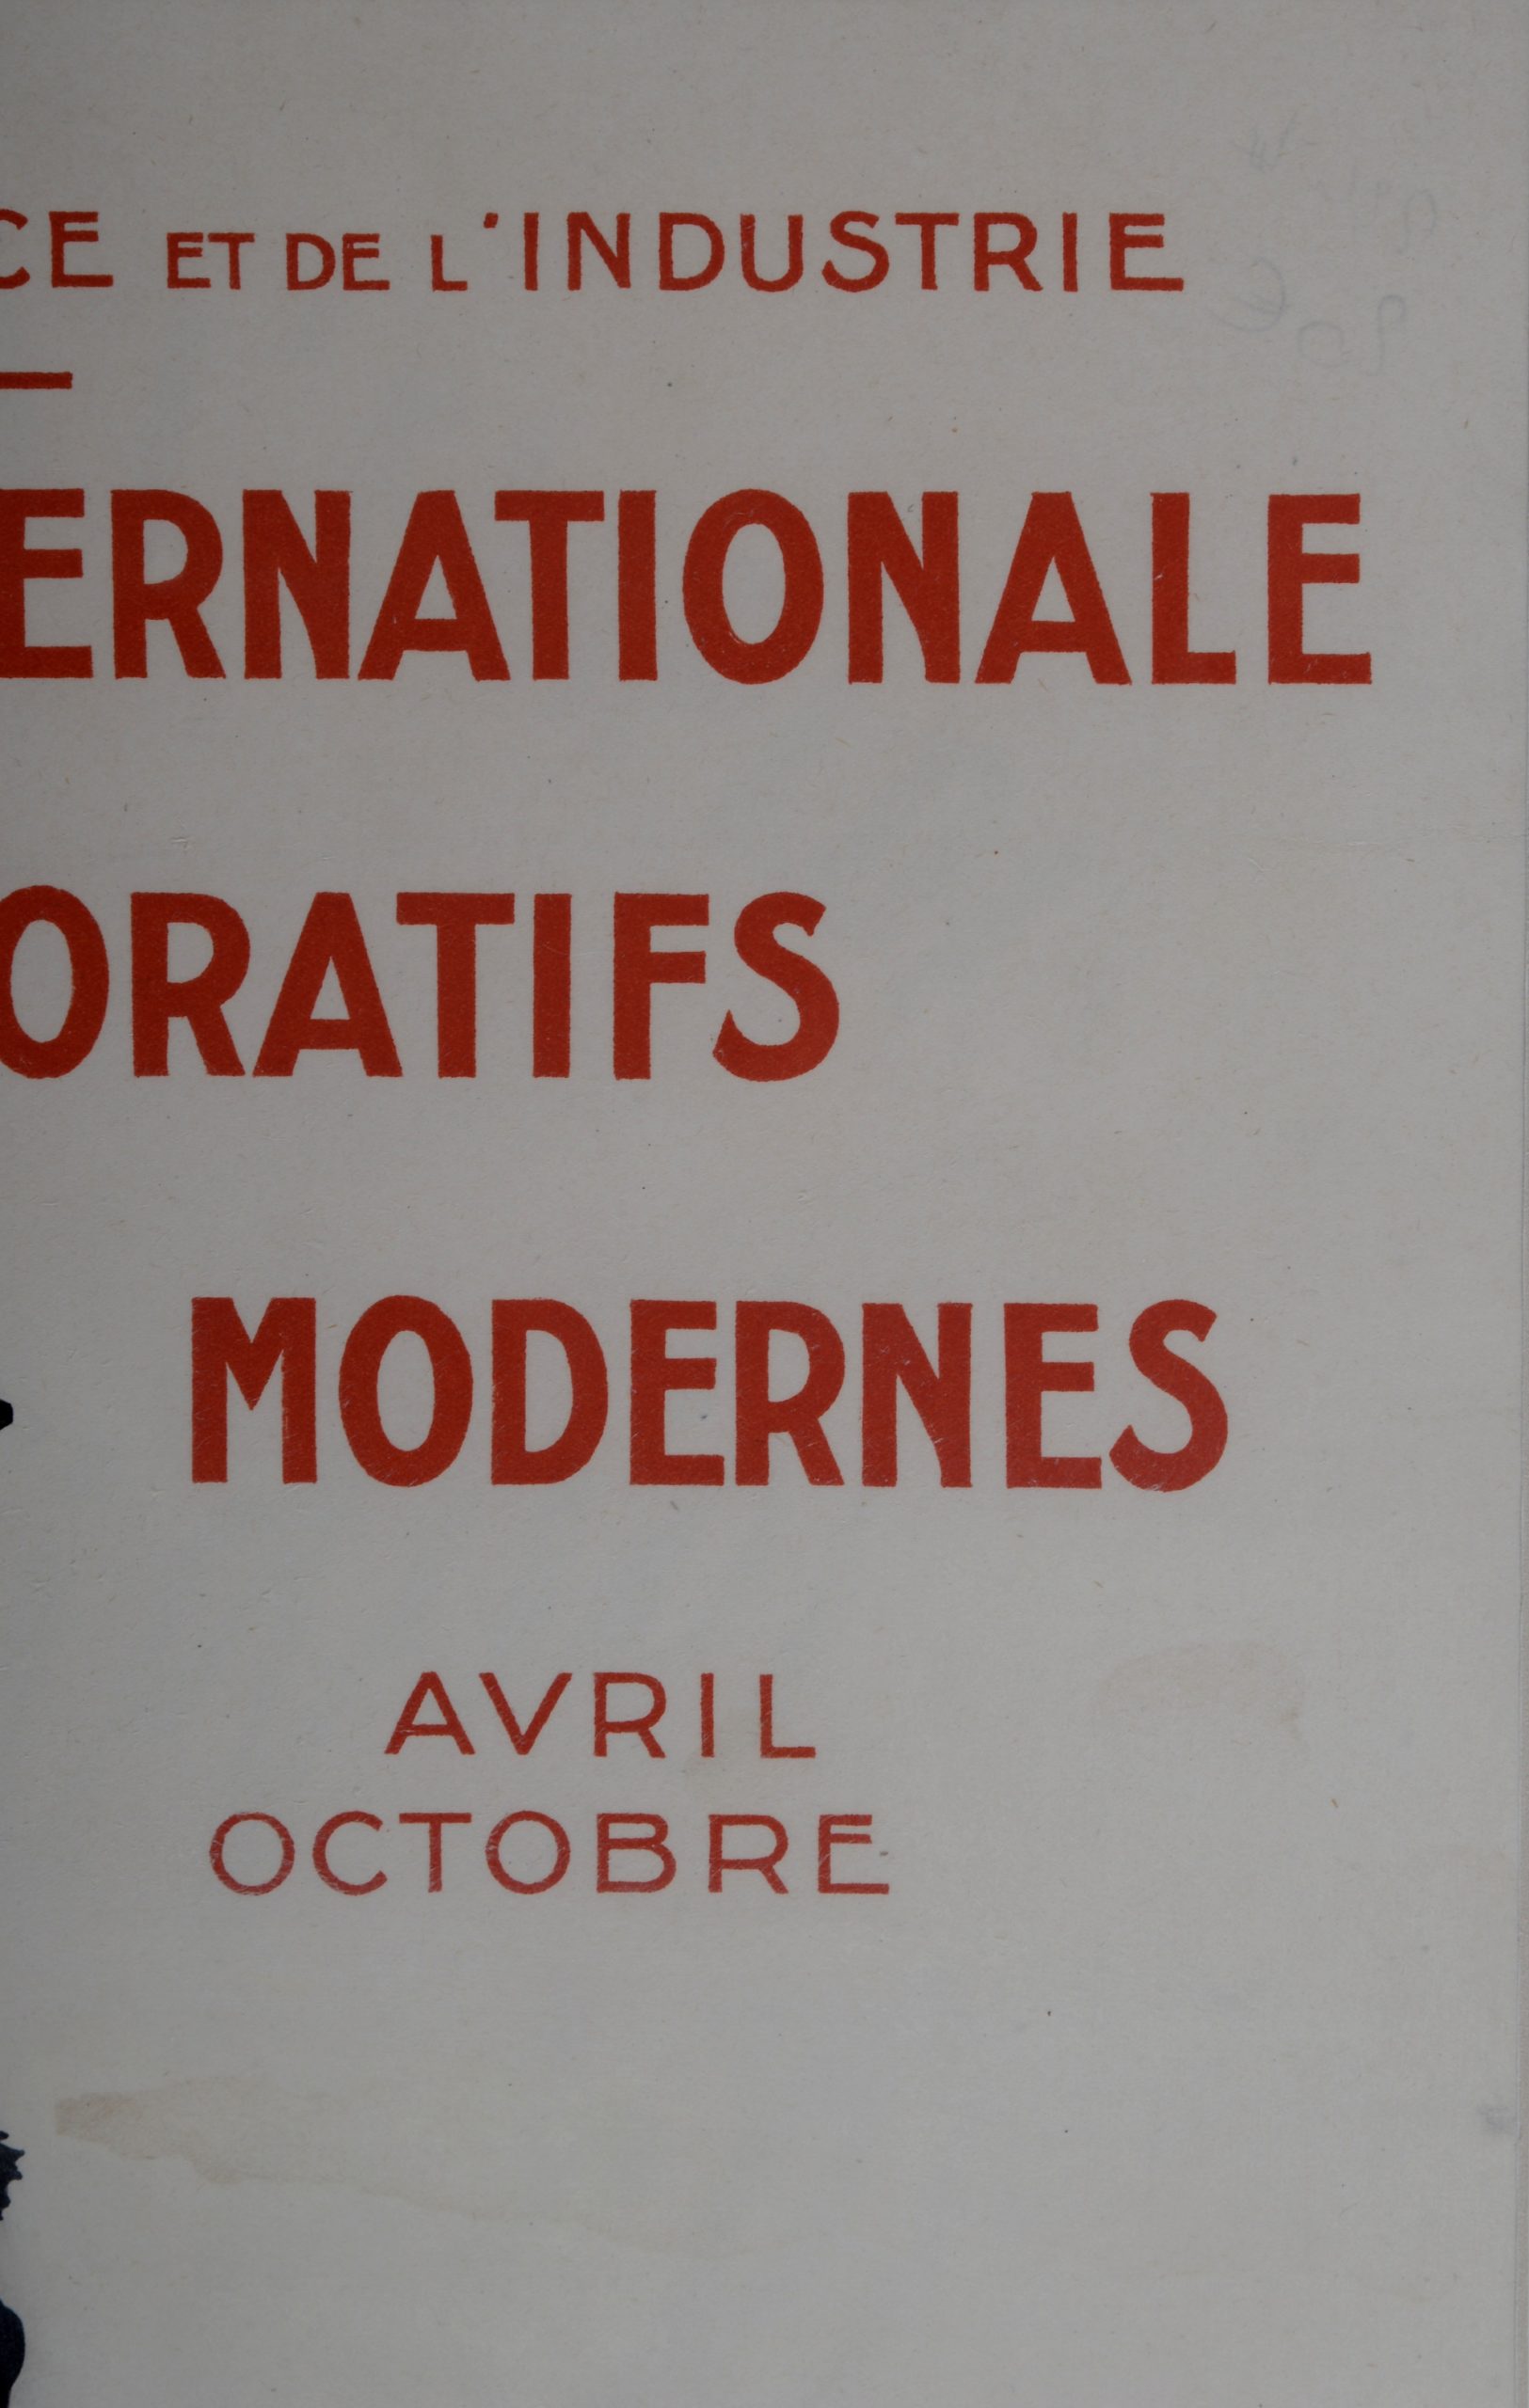 CE ET DE L'INDUSTRIE
ERNATIONALE
ORATIFS
MODERNES
AVRIL
OCTOBRE